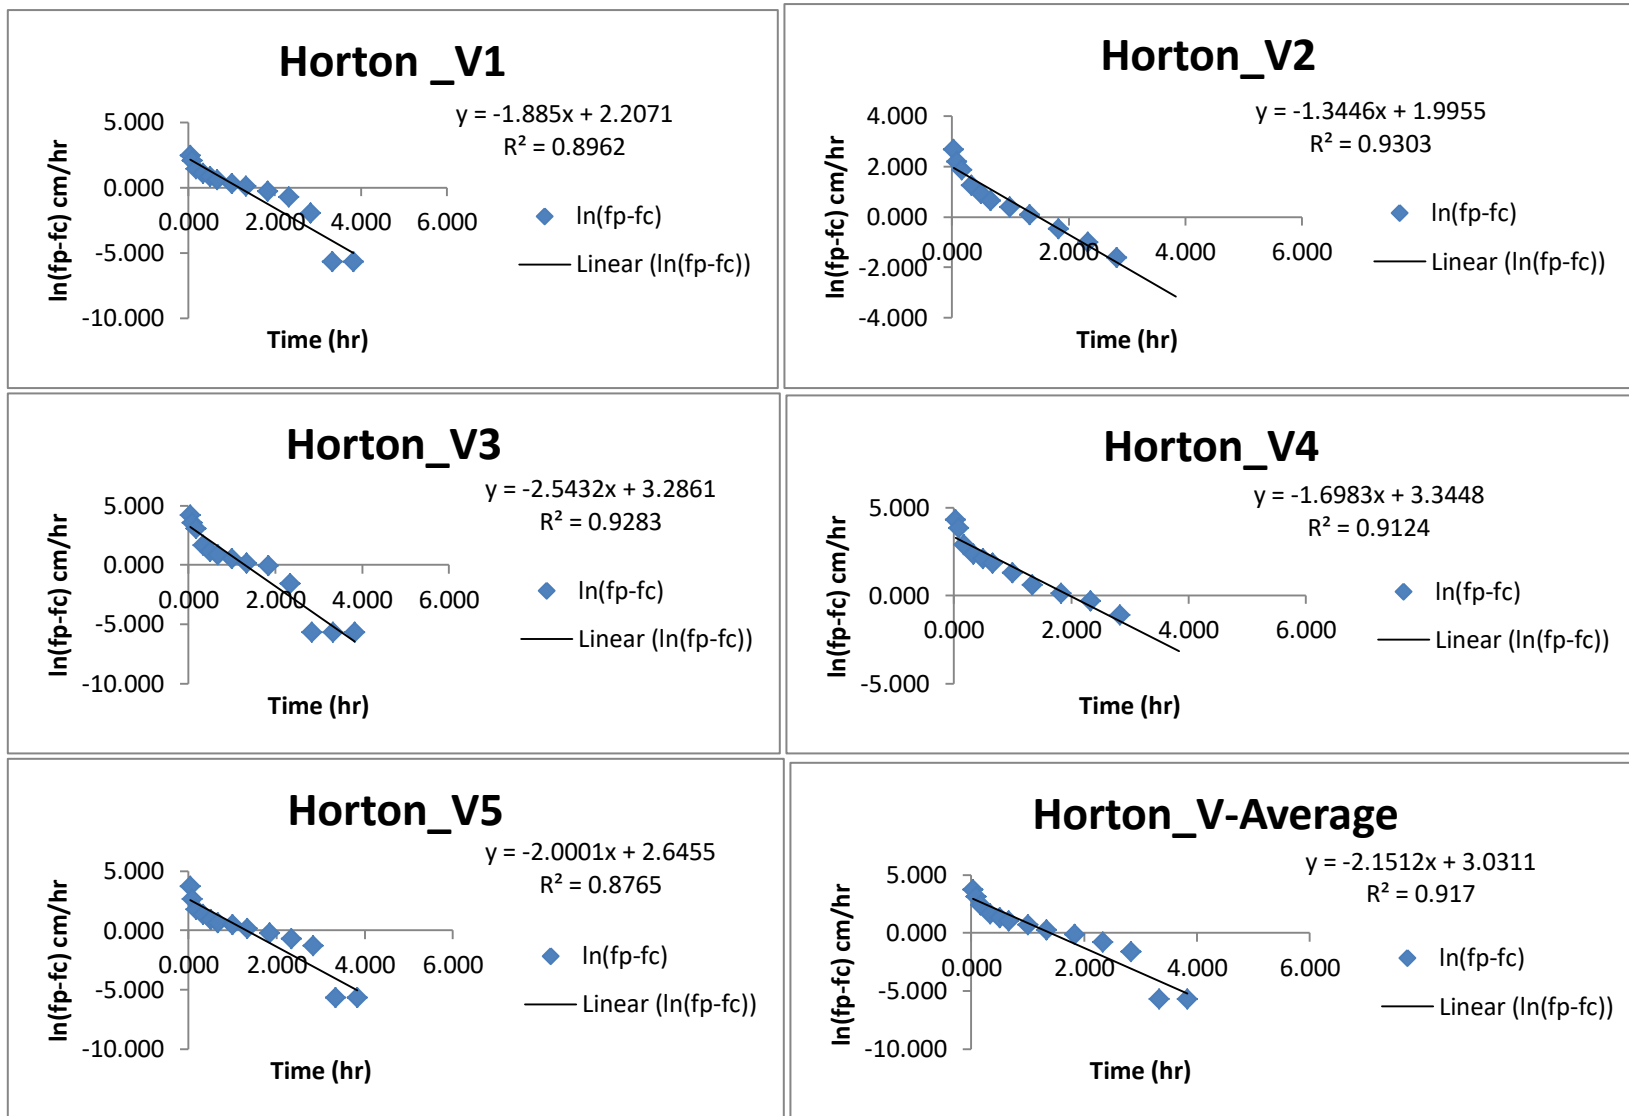 Horton _V1
y = -1.885x + 2.2071
R² = 0.8962
5.000
0.000
-5.000
-10.000
0.000 2.000 4.000 6.000
ln(fp-fc) cm/hr
Time (hr)
ln(fp-fc)
Linear (ln(fp-fc))
Horton_V2
y = -1.3446x + 1.9955
R² = 0.9303
4.000
2.000
0.000
-2.000
-4.000
0.000 2.000 4.000 6.000
ln(fp-fc) cm/hr
Time (hr)
ln(fp-fc)
Linear (ln(fp-fc))
Horton_V3
y = -2.5432x + 3.2861
R² = 0.9283
5.000
0.000
-5.000
-10.000
0.000 2.000 4.000 6.000
ln(fp-fc) cm/hr
Time (hr)
ln(fp-fc)
Linear (ln(fp-fc))
Horton_V4
y = -1.6983x + 3.3448
R² = 0.9124
5.000
0.000
-5.000
0.000 2.000 4.000 6.000
ln(fp-fc) cm/hr
Time (hr)
ln(fp-fc)
Linear (ln(fp-fc))
Horton_V5
y = -2.0001x + 2.6455
R² = 0.8765
5.000
0.000
-5.000
-10.000
0.000 2.000 4.000 6.000
ln(fp-fc) cm/hr
Time (hr)
ln(fp-fc)
Linear (ln(fp-fc))
Horton_V-Average
y = -2.1512x + 3.0311
R² = 0.917
5.000
0.000
-5.000
-10.000
0.000 2.000 4.000 6.000
ln(fp-fc) cm/hr
Time (hr)
ln(fp-fc)
Linear (ln(fp-fc))